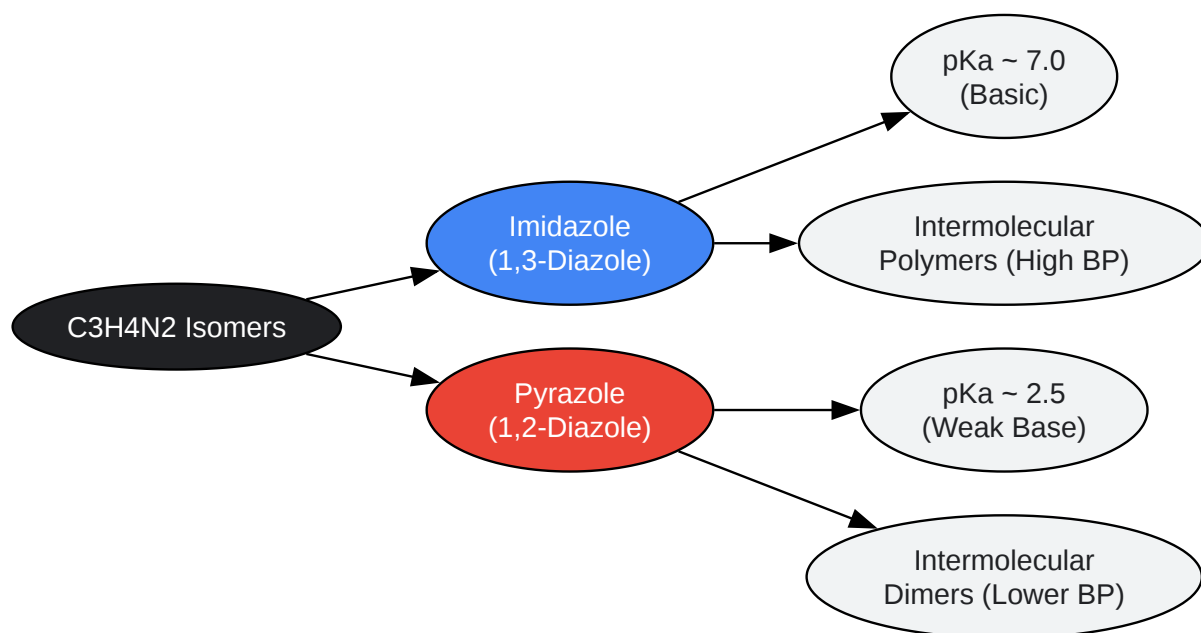 pKa ~ 7.0
(Basic)
Imidazole
(1,3-Diazole)
Intermolecular
Polymers (High BP)
C3H4N2 Isomers
Pyrazole
(1,2-Diazole)
pKa ~ 2.5
(Weak Base)
Intermolecular
Dimers (Lower BP)